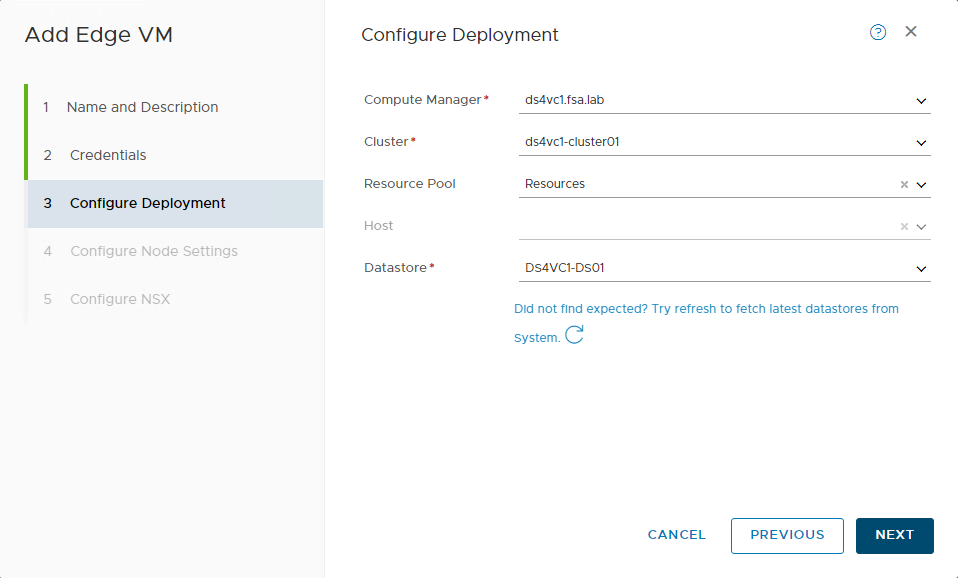 Add Edge VM
1 Name and Description
2 Credentials
3 Configure Deployment
4 Configure Node Settings
5 Configure NSX
Configure Deployment
?
Compute Manager* ds4vc1.fsa.lab
Cluster* ds4vc1-cluster01
Resource Pool Resources
Host
Datastore* DS4VC1-DS01
Did not find expected? Try refresh to fetch latest datastores from
System.
CANCEL PREVIOUS NEXT